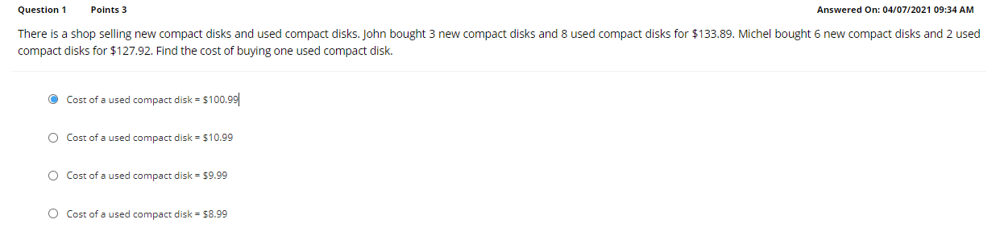 Question 1 Points 3 Answered On: 04/07/2021 09:34 AM
There is a shop selling new compact disks and used compact disks. John bought 3 new compact disks and 8 used compact disks for $133.89. Michel bought 6 new compact disks and 2 used
compact disks for $127.92. Find the cost of buying one used compact disk.
Cost of a used compact disk = $100.99
Cost of a used compact disk = $10.99
Cost of a used compact disk = $9.99
Cost of a used compact disk = $8.99